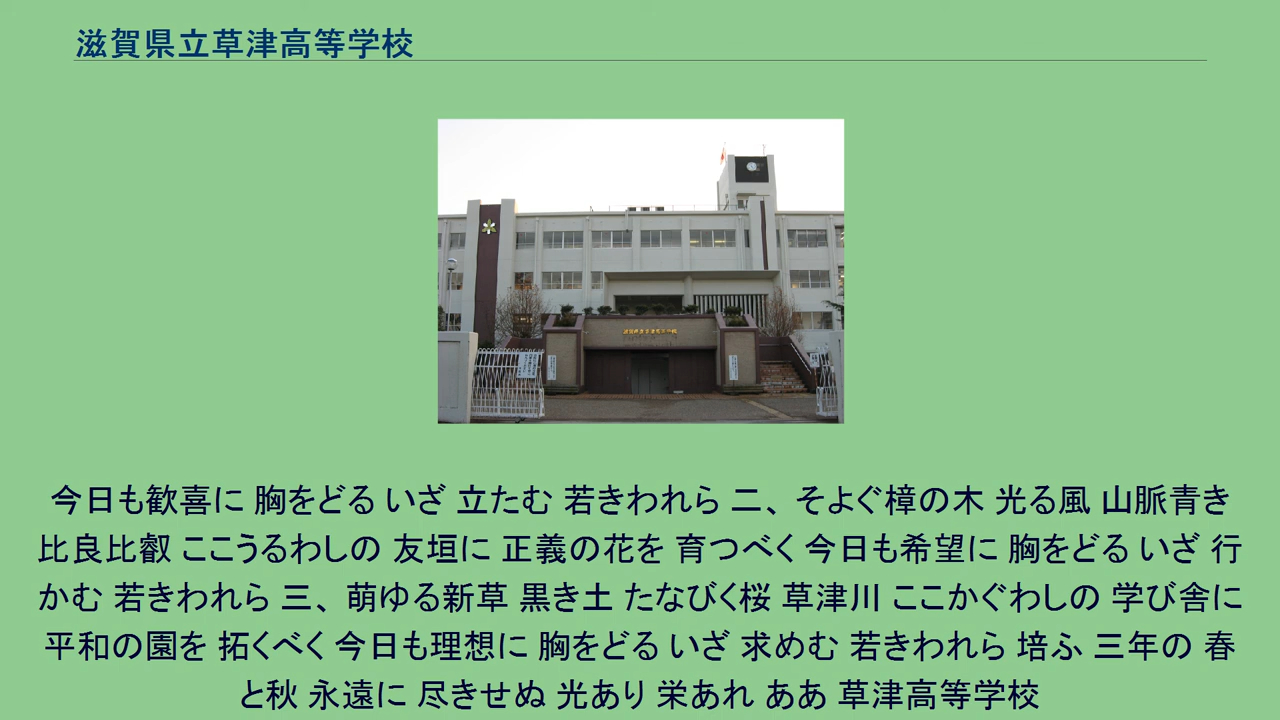 滋賀県立草津高等学校
今日も歓喜に 胸をどる いざ 立たむ 若きわれら 二、そよぐ樟の木 光る風 山脈青き
比良比叡 ここうるわしの 友垣に 正義の花を 育つべく 今日も希望に 胸をどる いざ 行
かむ 若きわれら 三、萌ゆる新草 黒き土 たなびく桜 草津川 ここかぐわしの 学び舎に
平和の園を 拓くべく 今日も理想に 胸をどる いざ 求めむ 若きわれら 培ふ 三年の 春
と秋 永遠に 尽きせぬ 光あり 栄あれ ああ 草津高等学校